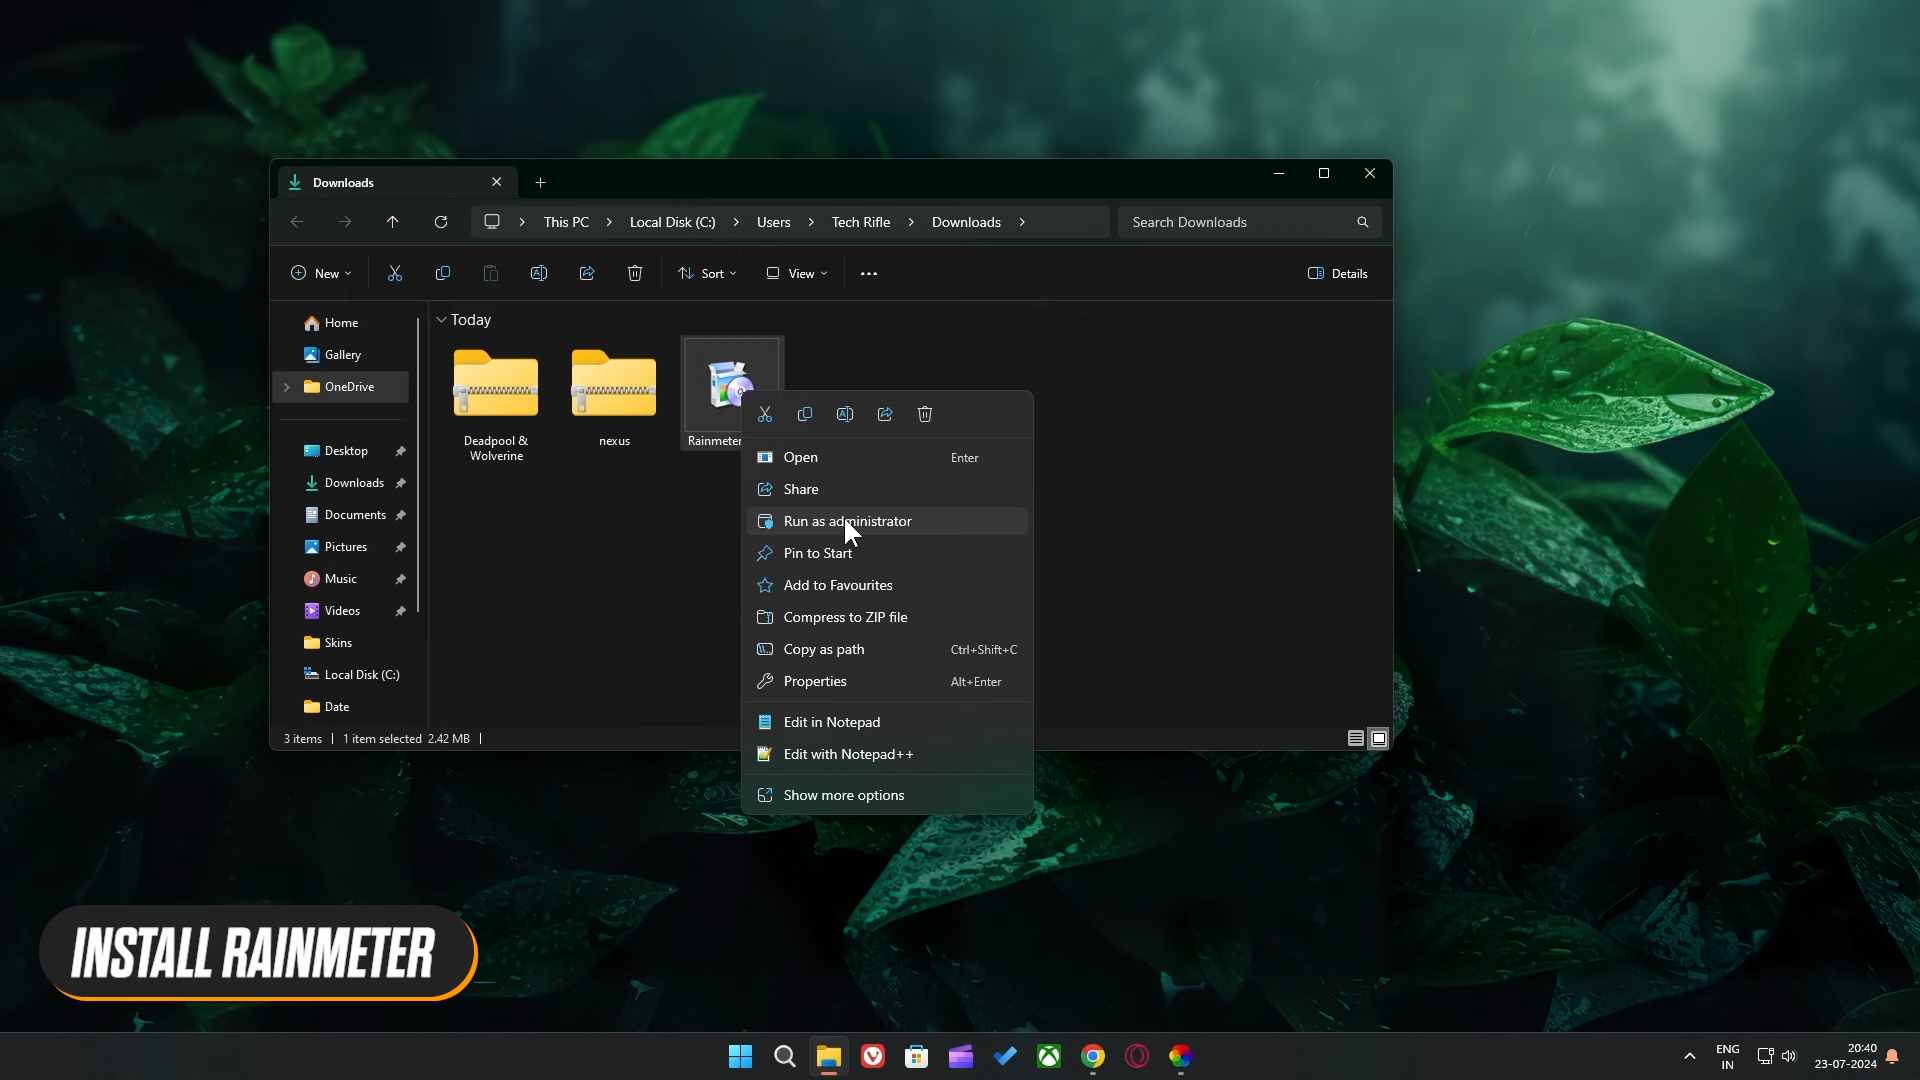 Downloads
This PC
Local Disk (C:)
Users
Tech Rifle
Downloads
Search Downloads
New
Sort
View
Details
Home
Gallery
OneDrive
Desktop
Downloads
Documents
Pictures
Music
Videos
Skins
Local Disk (C:)
Date
Today
Deadpool &
Wolverine
nexus
Rainmeter
Open Enter
Share
Run as administrator
Pin to Start
Add to Favourites
Compress to ZIP file
Copy as path Ctrl+Shift+C
Properties Alt+Enter
Edit in Notepad
Edit with Notepad++
Show more options
3 items 1 item selected 2.42 MB
INSTALL RAINMETER
ENG
IN
20:40
23-07-2024